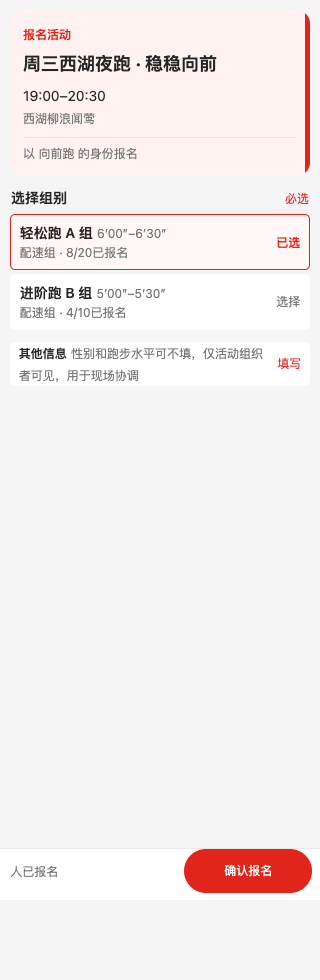 报名活动
周三西湖夜跑 · 稳稳向前
19:00–20:30
西湖柳浪闻莺
以 向前跑 的身份报名
选择组别 必选
轻松跑 A 组 6′00″–6′30″
配速组 · 8/20已报名
已选
进阶跑 B 组 5′00″–5′30″
配速组 · 4/10已报名
选择
其他信息 性别和跑步水平可不填，仅活动组织
者可见，用于现场协调
填写
人已报名
确认报名